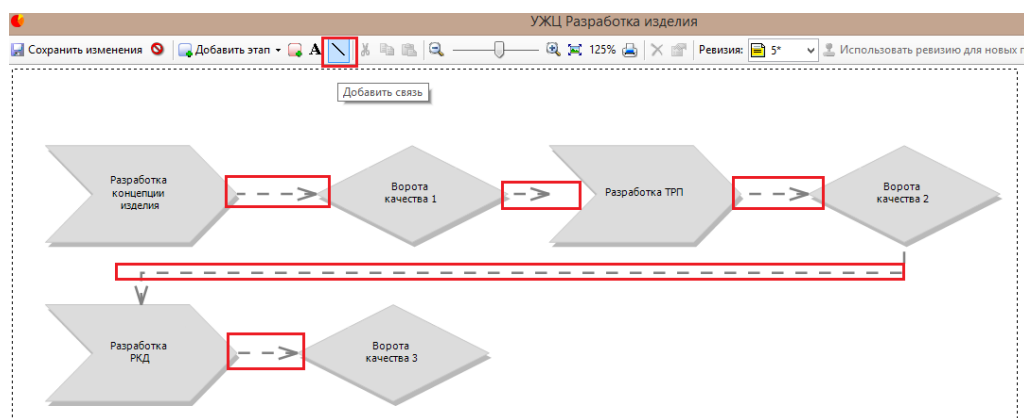 УЖЦ Разработка изделия
Сохранить изменения Добавить этап A 125% Ревизия: 5* Использовать ревизию для новых
Добавить связь
Разработка
концепции
изделия
Ворота
качества 1
Разработка ТРП
Ворота
качества 2
Разработка
РКД
Ворота
качества 3